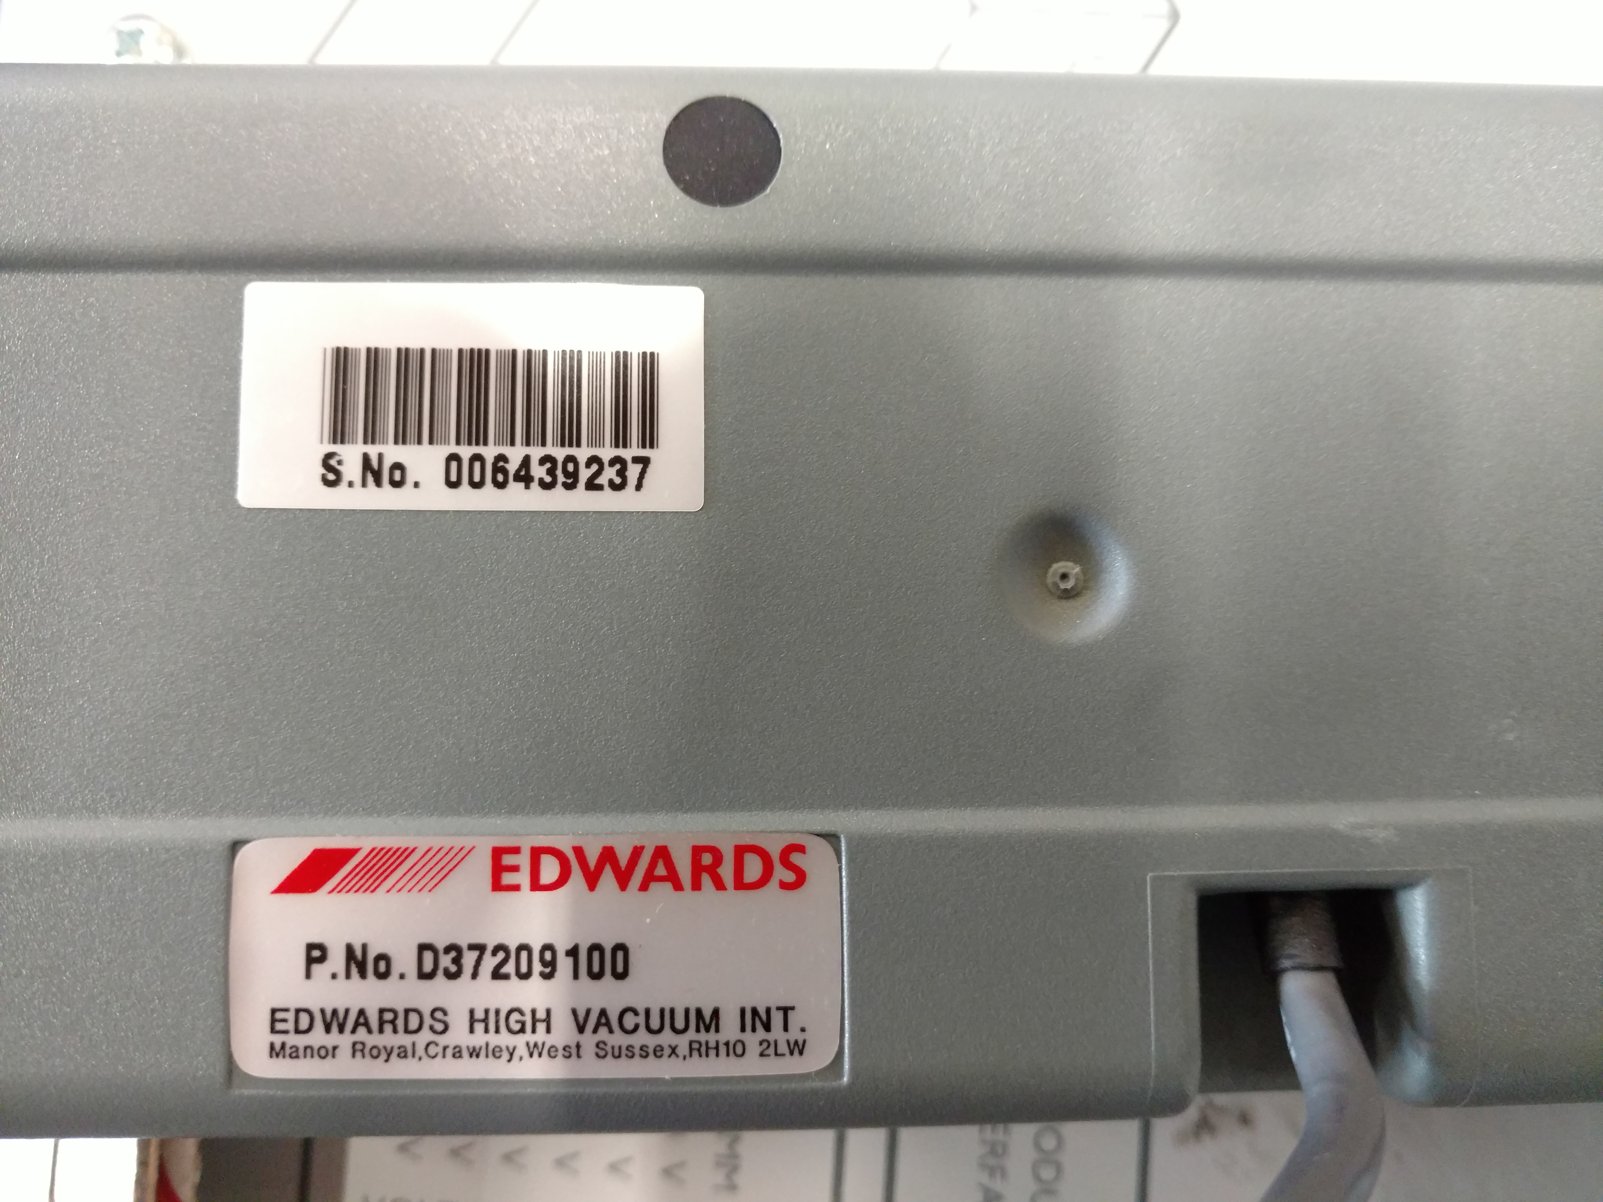 S.No. 006439237
EDWARDS
P.No.D37209100
EDWARDS HIGH VACUUM INT.
Manor Royal,Crawley,West Sussex,RH10 2LW